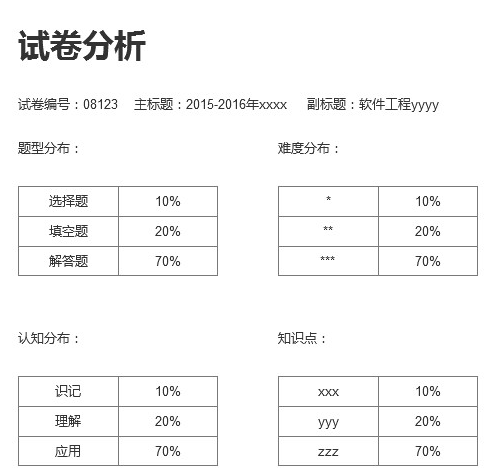 试卷分析
试卷编号：08123 主标题：2015-2016年xxxx 副标题：软件工程yyyy
题型分布： 难度分布：
选择题 10% * 10%
填空题 20% ** 20%
解答题 70% *** 70%
认知分布： 知识点：
识记 10% xxx 10%
理解 20% yyy 20%
应用 70% zzz 70%